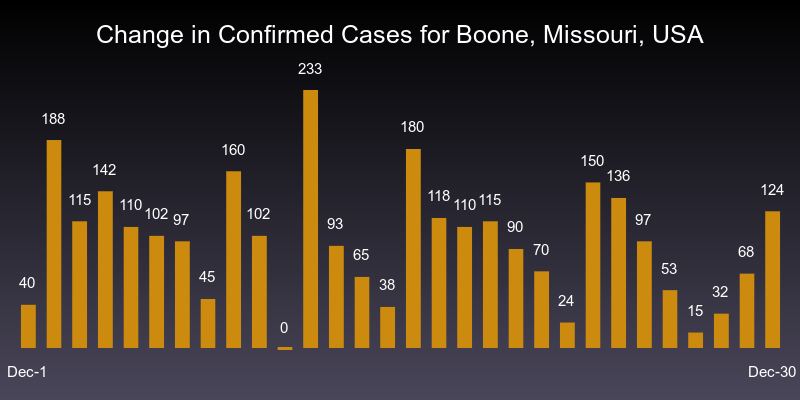 Change in Confirmed Cases for Boone, Missouri, USA
40 188 115 142 110 102 97 45 160 102 0 233 93 65 38 180 118 110 115 90 70 24 150 136 97 53 15 32 68 124
Dec-1 Dec-30